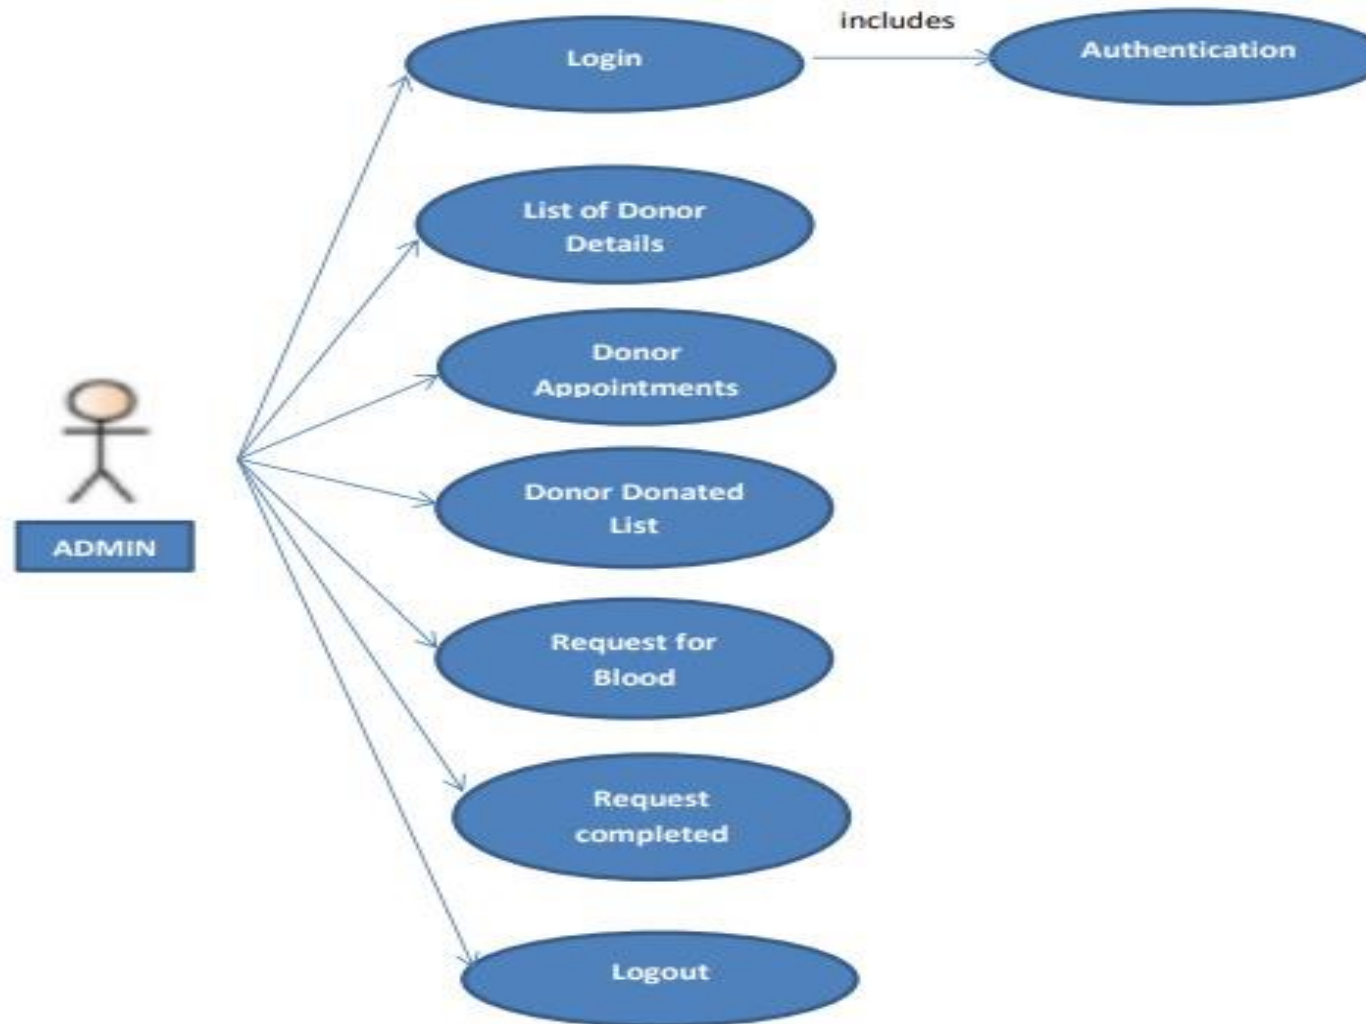 includes
Login
Authentication
List of Donor
Details
Donor
Appointments
Donor Donated
List
ADMIN
Request for
Blood
Request
completed
Logout